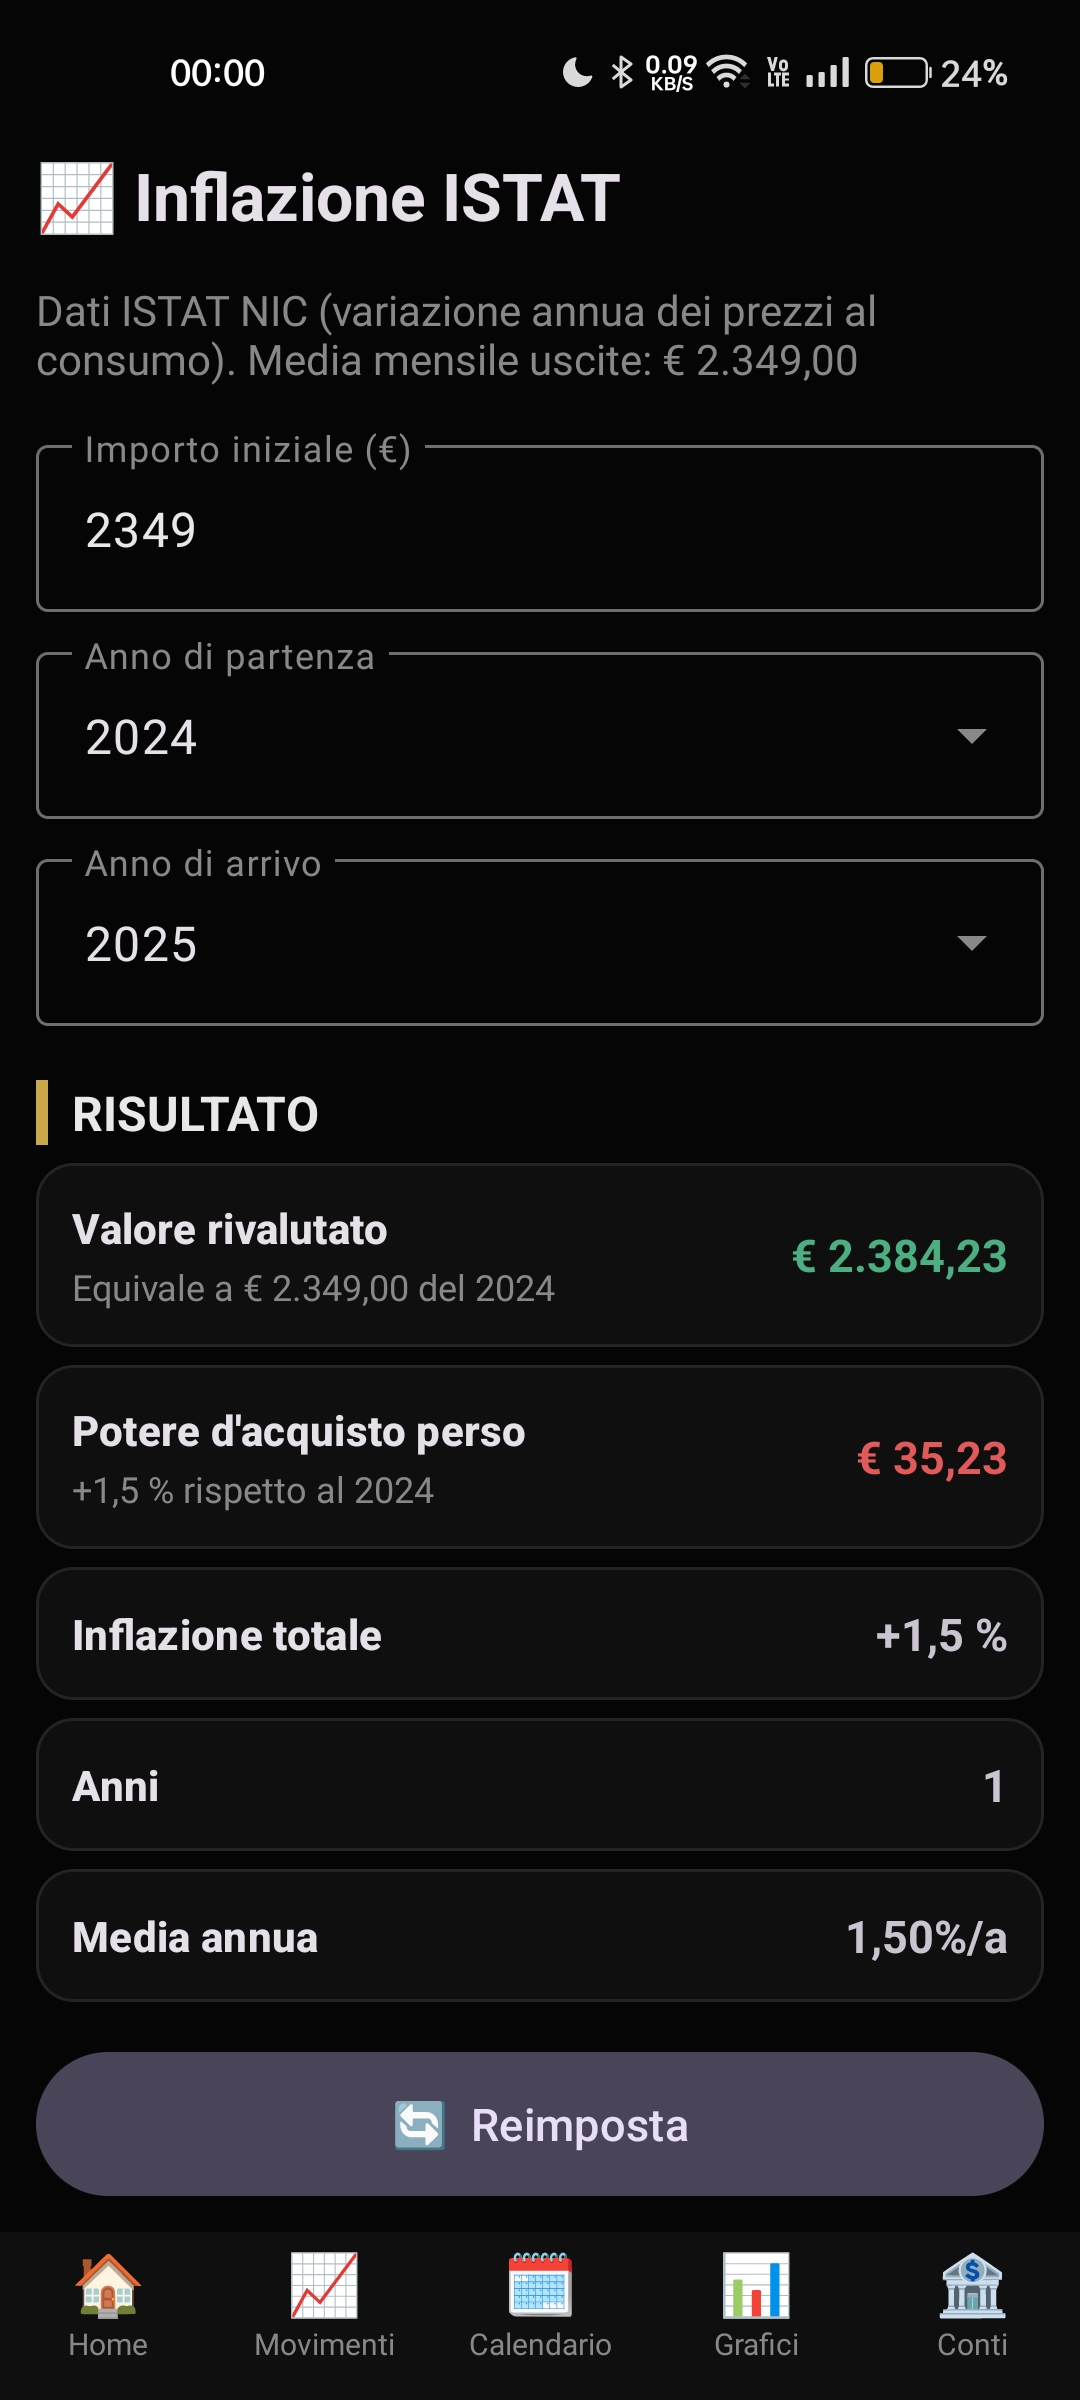 00:00
0.09 KB/S
Vo LTE
24%
Inflazione ISTAT
Dati ISTAT NIC (variazione annua dei prezzi al
consumo). Media mensile uscite: € 2.349,00
Importo iniziale (€)
2349
Anno di partenza
2024
Anno di arrivo
2025
RISULTATO
Valore rivalutato
€ 2.384,23
Equivale a € 2.349,00 del 2024
Potere d'acquisto perso
€ 35,23
+1,5 % rispetto al 2024
Inflazione totale
+1,5 %
Anni
1
Media annua
1,50%/a
Reimposta
Home
Movimenti
Calendario
Grafici
Conti